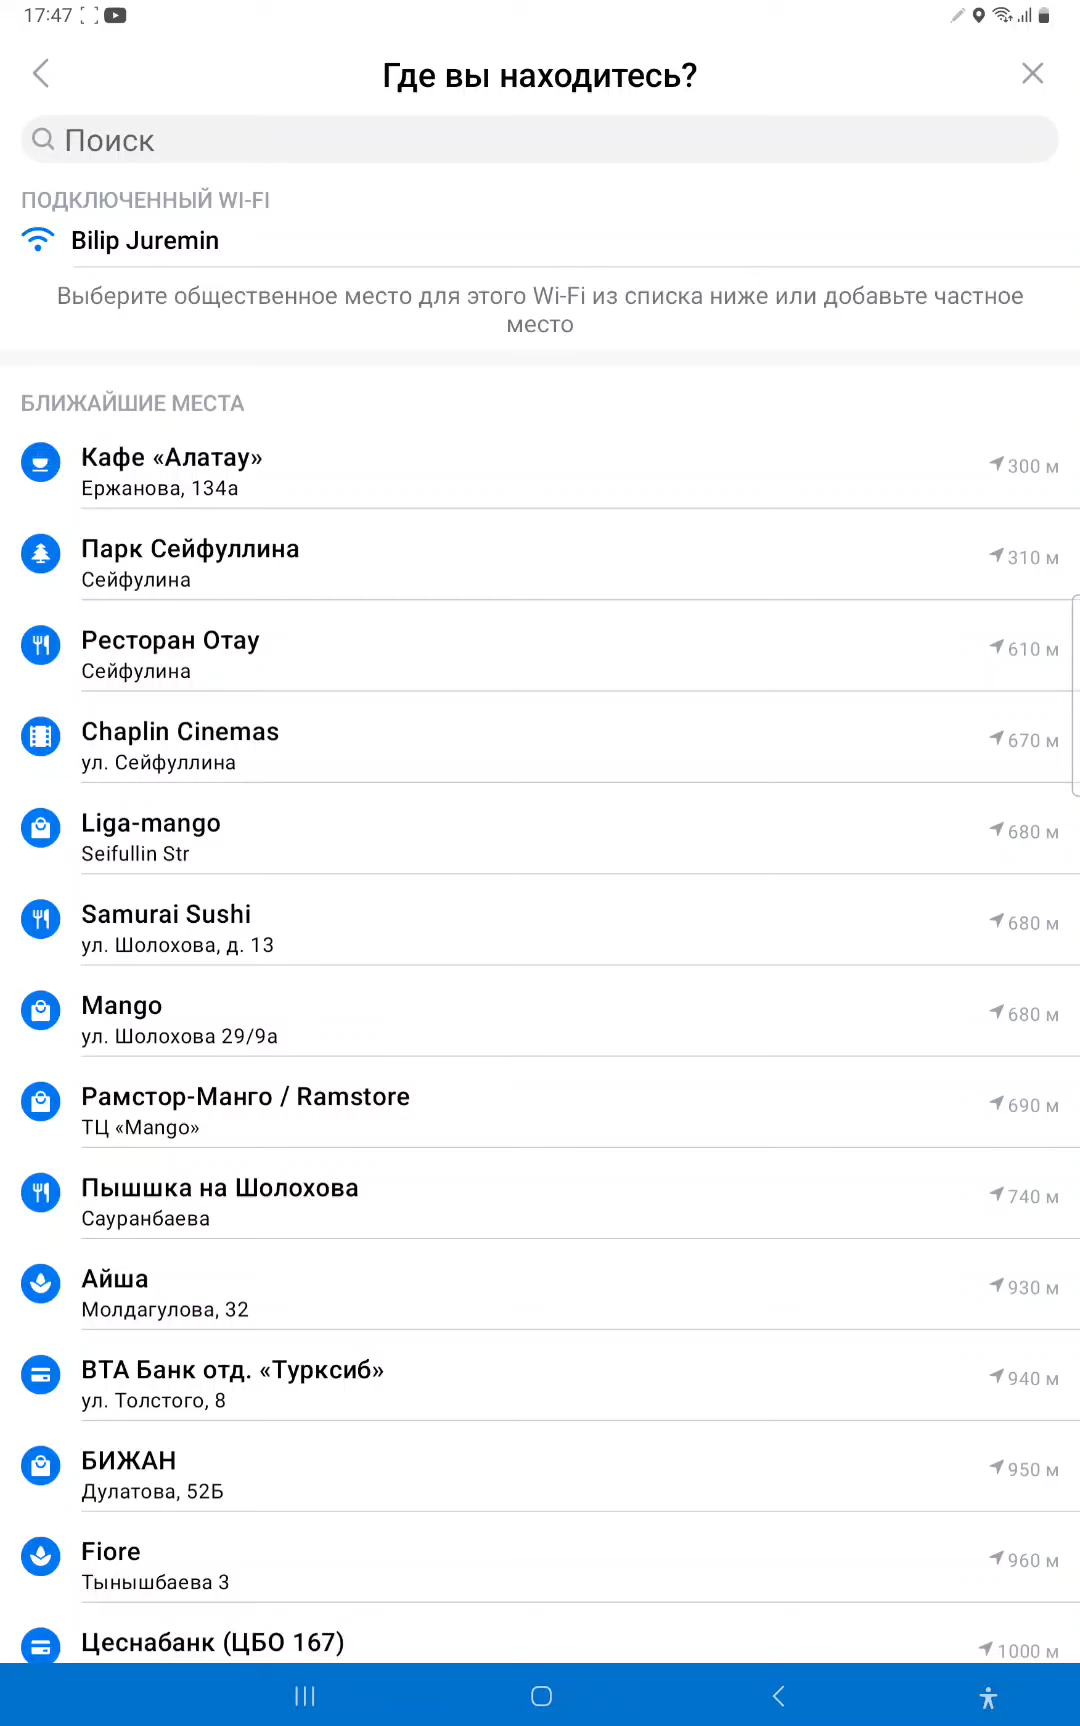 17:47
Где вы находитесь?
Поиск
ПОДКЛЮЧЕННЫЙ WI-FI
Bilip Juremin
Выберите общественное место для этого Wi-Fi из списка ниже или добавьте частное
место
БЛИЖАЙШИЕ МЕСТА
Кафе «Алатау»
300 м
Ержанова, 134а
Парк Сейфуллина
310 м
Сейфулина
Ресторан Отау
610 м
Сейфулина
Chaplin Cinemas
670 м
ул. Сейфуллина
Liga-mango
680 м
Seifullin Str
Samurai Sushi
680 м
ул. Шолохова, д. 13
Mango
680 м
ул. Шолохова 29/9а
Рамстор-Манго / Ramstore
690 м
ТЦ «Mango»
Пышшка на Шолохова
740 м
Сауранбаева
Айша
930 м
Молдагулова, 32
ВТА Банк отд. «Турксиб»
940 м
ул. Толстого, 8
БИЖАН
950 м
Дулатова, 52Б
Fiore
960 м
Тынышбаева 3
Цеснабанк (ЦБО 167)
1000 м